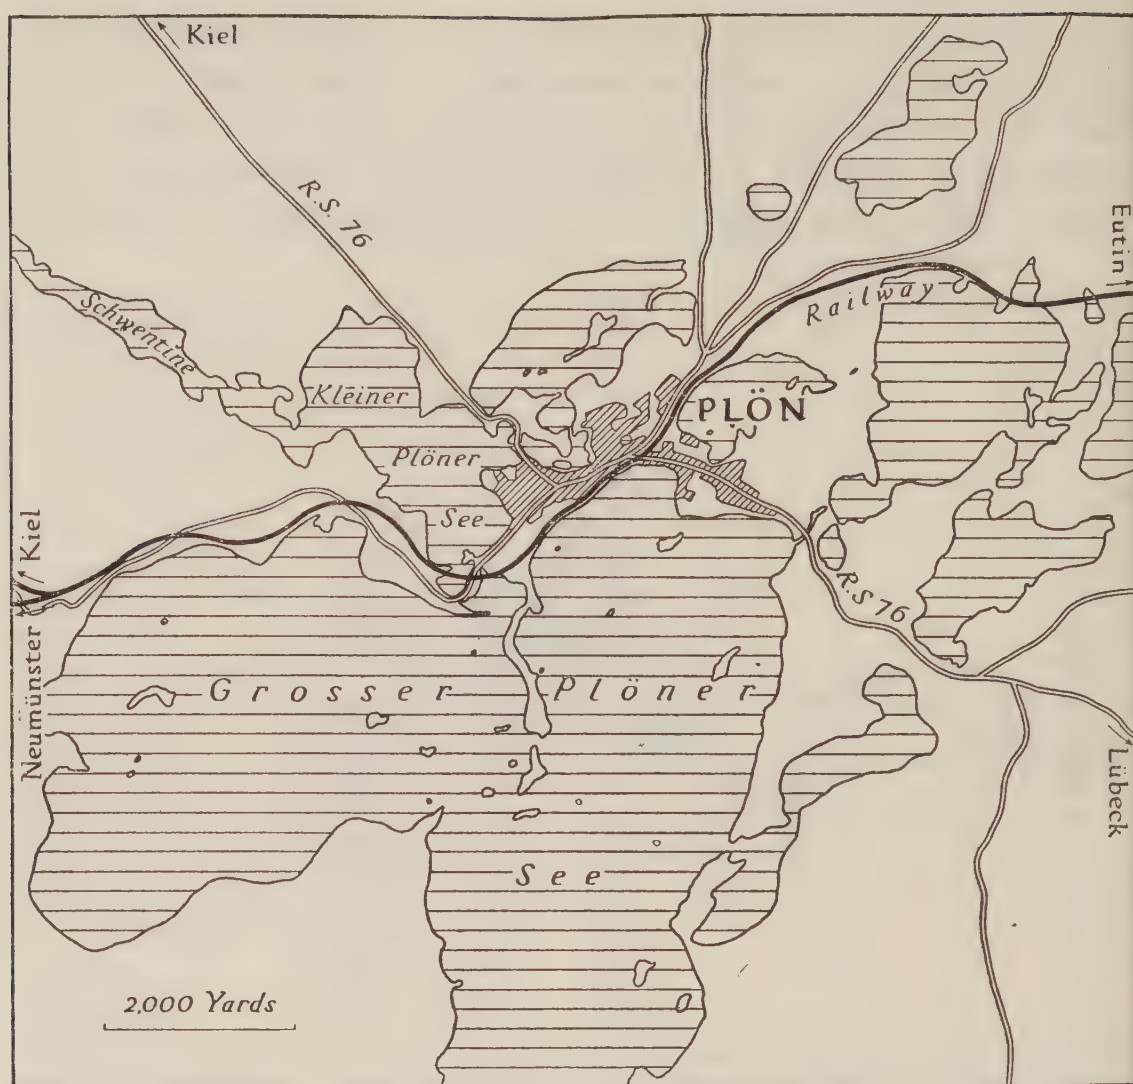 Kiel
R.S. 76
Eutin
Railway
Schwentine
Kleiner
PLÖN
Plöner
See
Kiel
R.S 76
Neumünster
Grosser Plöner
Lübeck
See
2,000 Yards